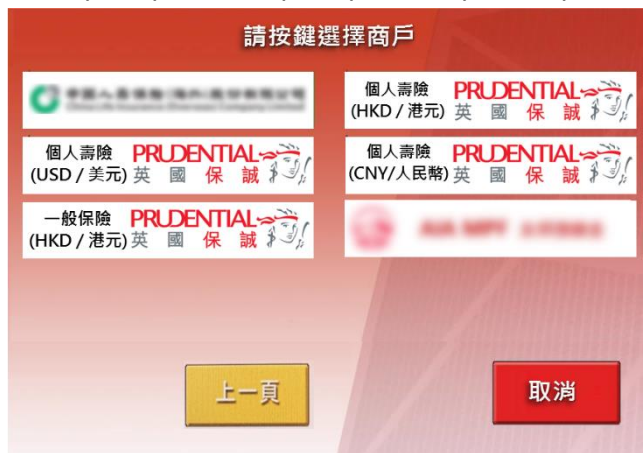 請按鍵選擇商戶
個人壽險
(HKD / 港元)
PRUDENTIAL
英國保誠
個人壽險
(USD / 美元)
PRUDENTIAL
英國保誠
個人壽險
(CNY/人民幣)
PRUDENTIAL
英國保誠
一般保險
(HKD / 港元)
PRUDENTIAL
英國保誠
上一頁
取消